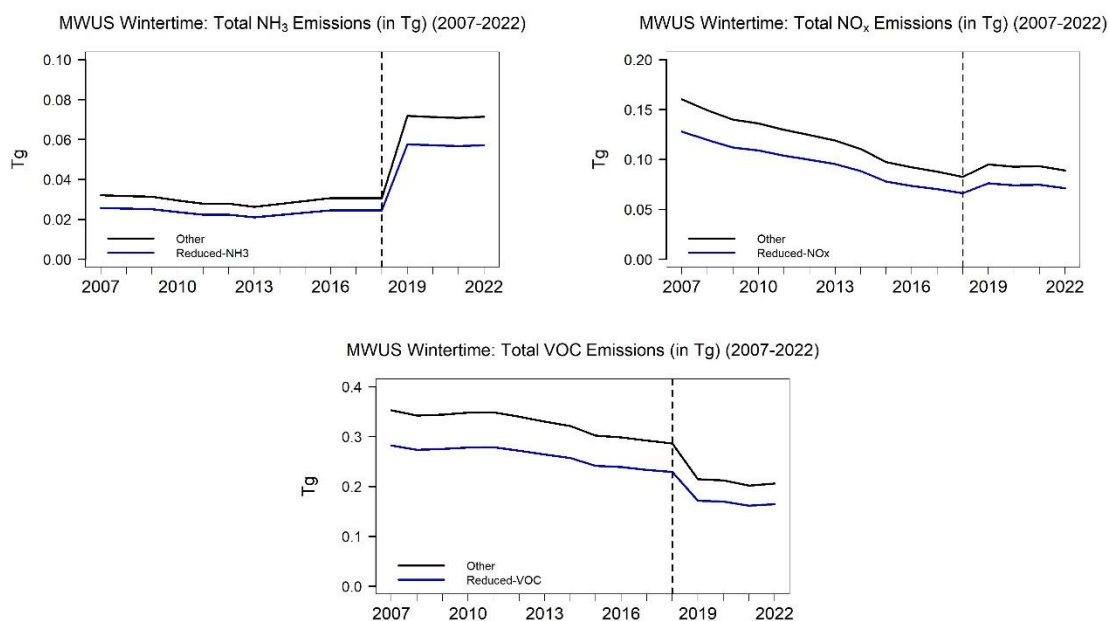 MWUS Wintertime: Total NH₃ Emissions (in Tg) (2007-2022)
Tg
0.10
0.08
0.06
0.04
0.02
0.00
Other
Reduced-NH3
2007 2010 2013 2016 2019 2022
MWUS Wintertime: Total NOₓ Emissions (in Tg) (2007-2022)
Tg
0.20
0.15
0.10
0.05
0.00
Other
Reduced-NOx
2007 2010 2013 2016 2019 2022
MWUS Wintertime: Total VOC Emissions (in Tg) (2007-2022)
Tg
0.4
0.3
0.2
0.1
0.0
Other
Reduced-VOC
2007 2010 2013 2016 2019 2022